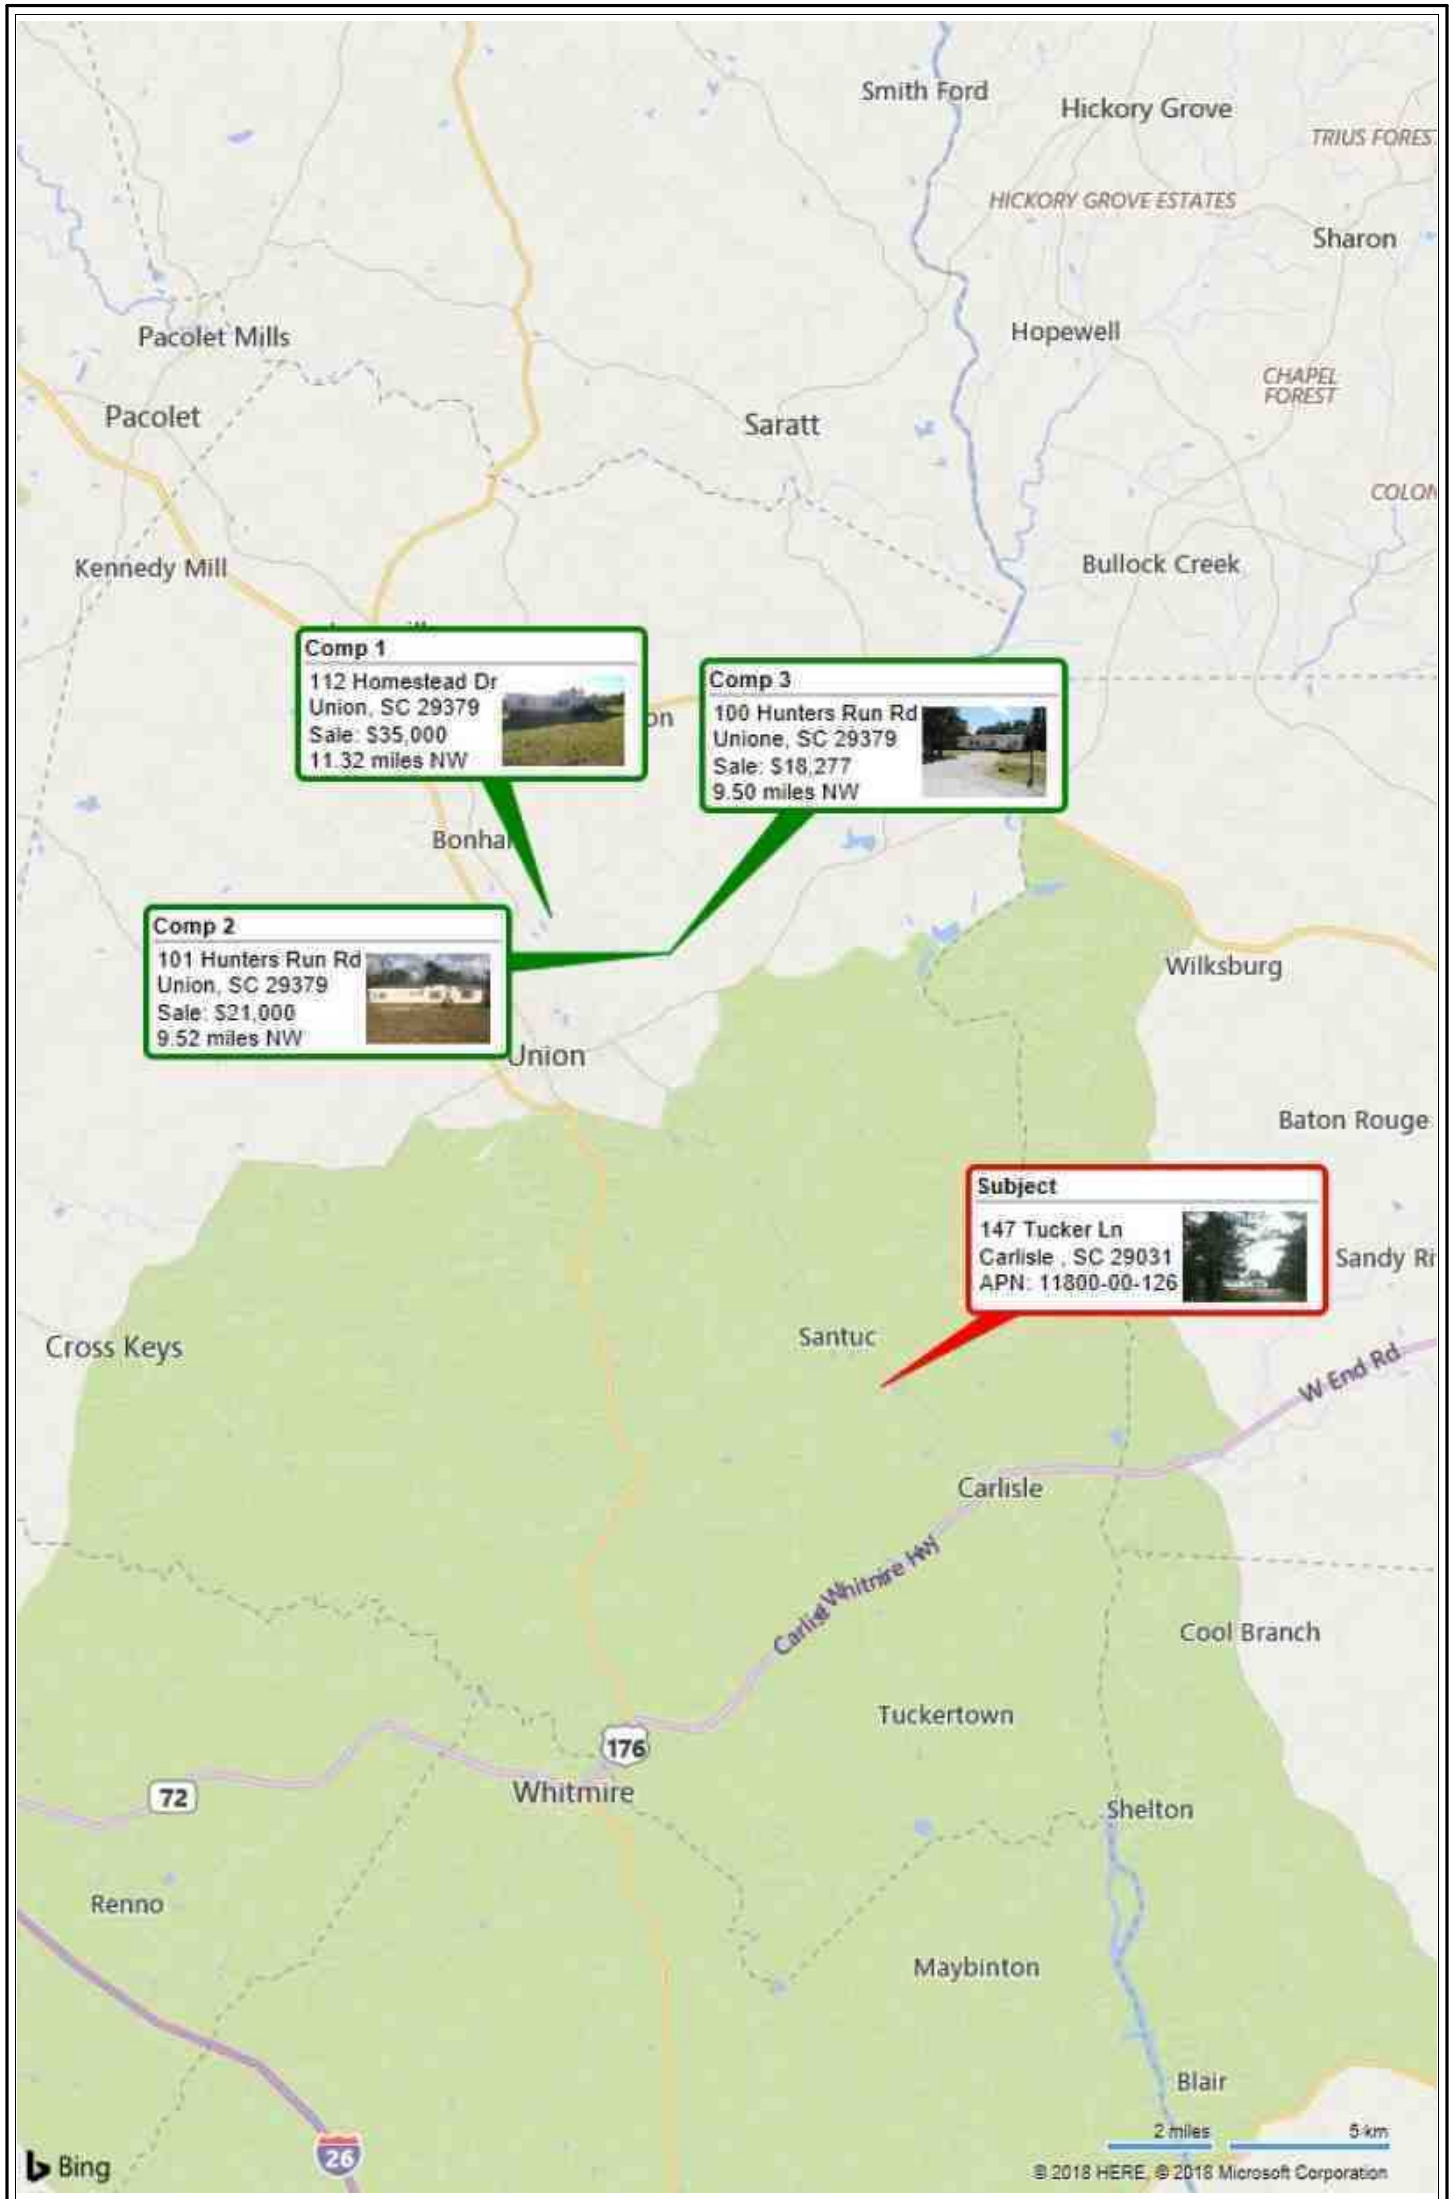 Smith Ford
Hickory Grove
TRIUS FORES
HICKORY GROVE ESTATES
Sharon
Pacolet Mills
Hopewell
CHAPEL
FOREST
Pacolet
Saratt
COLON
Kennedy Mill
Bullock Creek
Comp 1
112 Homestead Dr
Union, SC 29379
Sale: $35,000
11.32 miles NW
on
Comp 3
100 Hunters Run Rd
Unione, SC 29379
Sale: $18,277
9.50 miles NW
Bonha
Comp 2
101 Hunters Run Rd
Union, SC 29379
Sale: $21,000
9.52 miles NW
Wilksburg
Union
Baton Rouge
Subject
147 Tucker Ln
Carlisle , SC 29031
APN: 11800-00-126
Sandy Ri
Santuc
Cross Keys
W End Rd
Carlisle
Cool Branch
Tuckertown
176
72
Whitmire
Shelton
Renno
Maybinton
Blair
2 miles
5 km
26
Bing
© 2018 HERE, © 2018 Microsoft Corporation